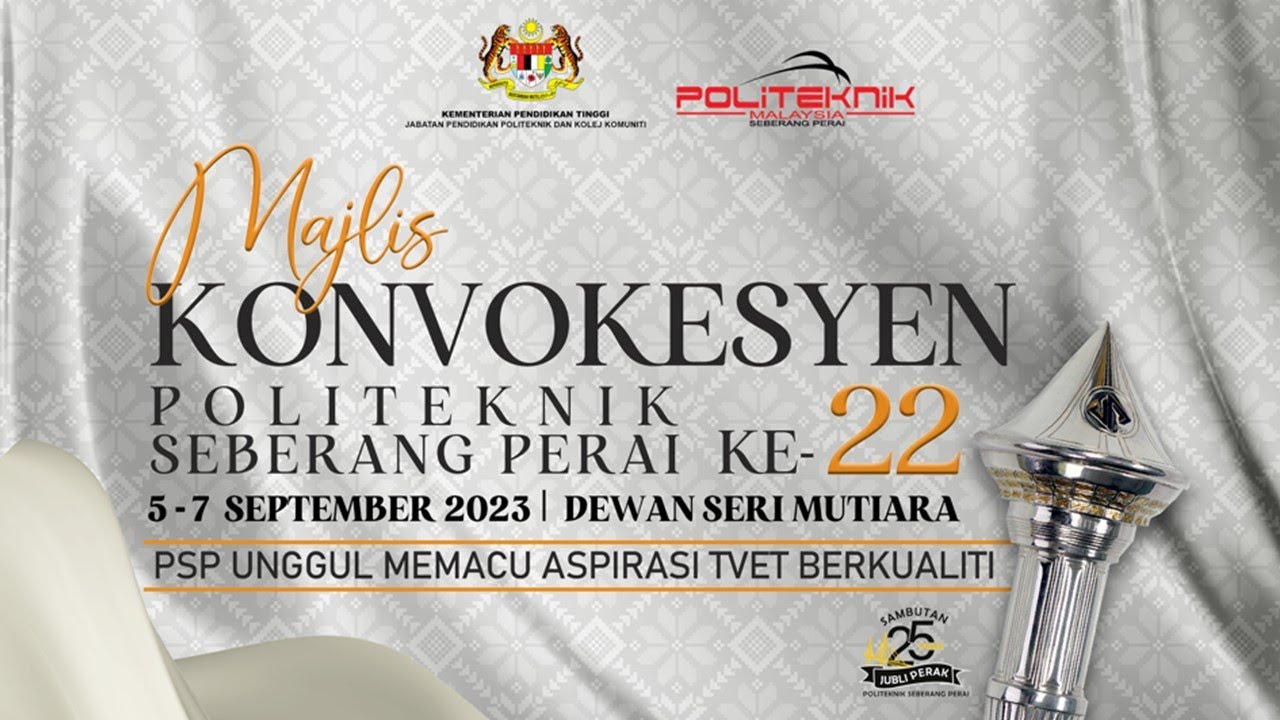 KEMENTERIAN PENDIDIKAN TINGGI
JABATAN PENDIDIKAN POLITEKNIK DAN KOLEJ KOMUNITI
POLITEKNIK
MALAYSIA
SEBERANG PERAI
Majlis
KONVOKESYEN
POLITEKNIK
SEBERANG PERAI KE-22
5 - 7 SEPTEMBER 2023 | DEWAN SERI MUTIARA
PSP UNGGUL MEMACU ASPIRASI TVET BERKUALITI
SAMBUTAN
25
JUBLI PERAK
POLITEKNIK SEBERANG PERAI